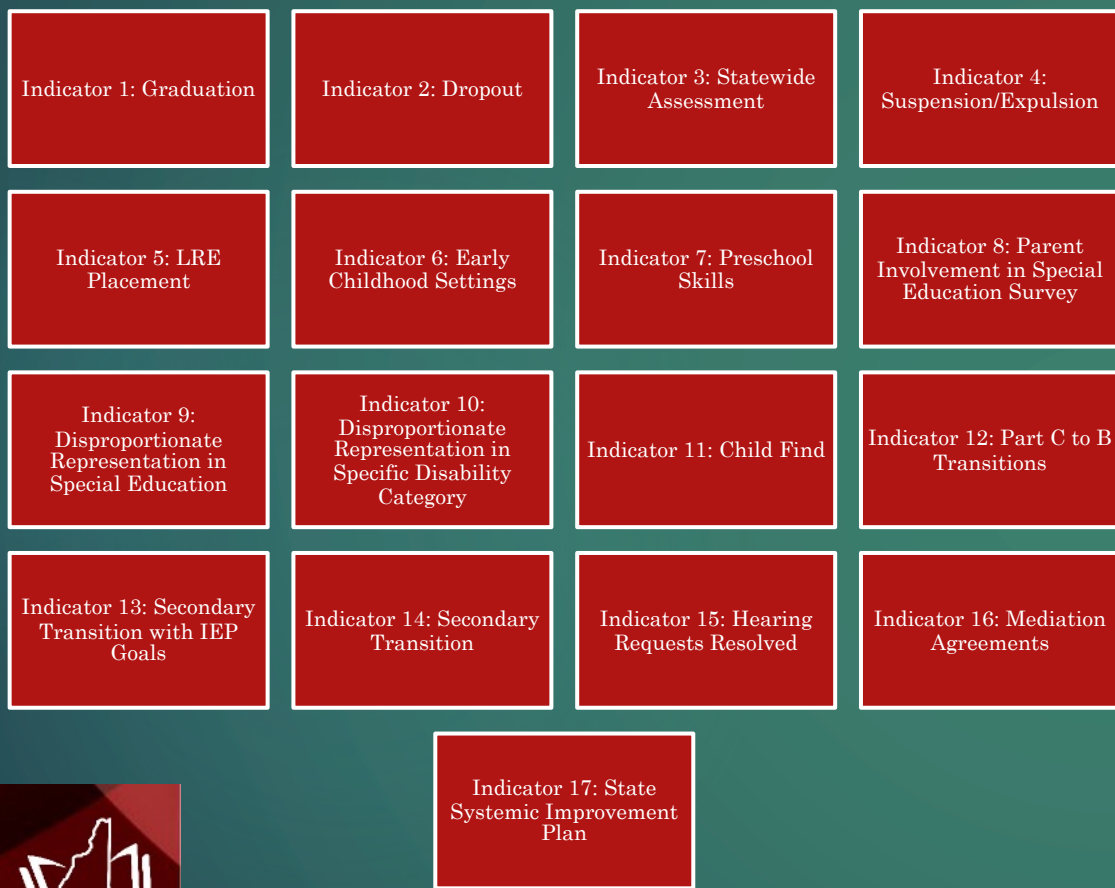 Indicator 1: Graduation
Indicator 2: Dropout
Indicator 3: Statewide
Assessment
Indicator 4:
Suspension/Expulsion
Indicator 5: LRE
Placement
Indicator 6: Early
Childhood Settings
Indicator 7: Preschool
Skills
Indicator 8: Parent
Involvement in Special
Education Survey
Indicator 9:
Disproportionate
Representation in
Special Education
Indicator 10:
Disproportionate
Representation in
Specific Disability
Category
Indicator 11: Child Find
Indicator 12: Part C to B
Transitions
Indicator 13: Secondary
Transition with IEP
Goals
Indicator 14: Secondary
Transition
Indicator 15: Hearing
Requests Resolved
Indicator 16: Mediation
Agreements
Indicator 17: State
Systemic Improvement
Plan